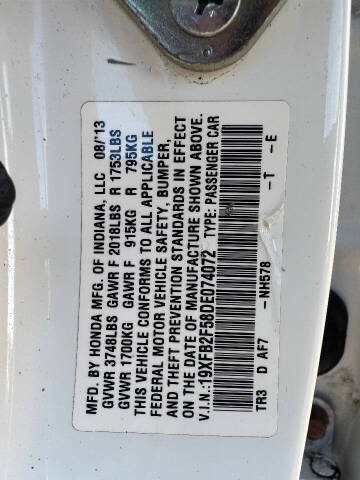 MFD. BY HONDA MFG. OF INDIANA, LLC 08/'13
GVWR 3748LBS GAWR F 2018LBS R 1753LBS
GVWR 1700KG GAWR F 915KG R 795KG
THIS VEHICLE CONFORMS TO ALL APPLICABLE
FEDERAL MOTOR VEHICLE SAFETY, BUMPER,
AND THEFT PREVENTION STANDARDS IN EFFECT
ON THE DATE OF MANUFACTURE SHOWN ABOVE.
V.I.N.:19XFB2F58DE074072 TYPE: PASSENGER CAR
TR3 D AF7 -NH578 -T -E